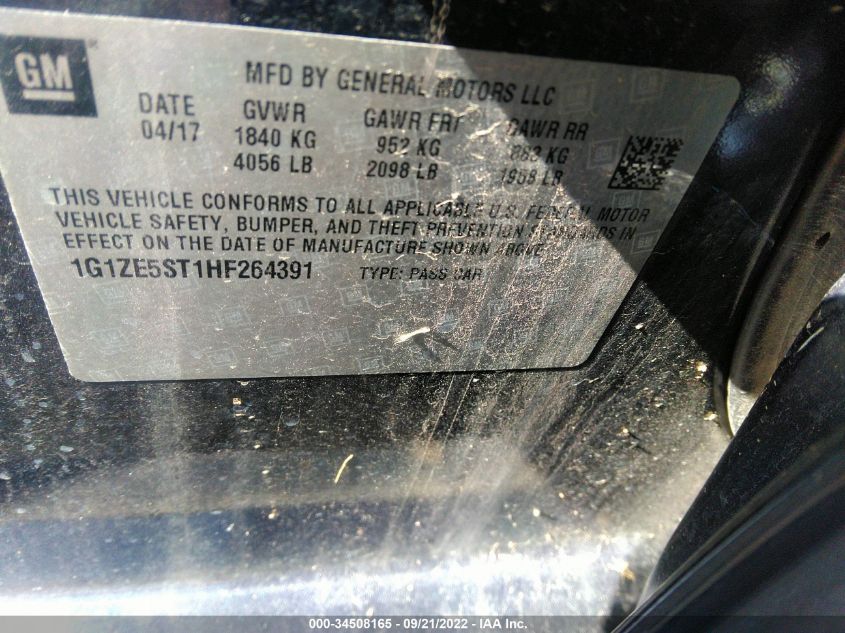 GM
MFD BY GENERAL MOTORS LLC
DATE GVWR GAWR FRT GAWR RR
04/17 1840 KG 952 KG 883 KG
4056 LB 2098 LB 1958 LB
THIS VEHICLE CONFORMS TO ALL APPLICABLE U.S. FEDERAL MOTOR
VEHICLE SAFETY, BUMPER, AND THEFT PREVENTION STANDARDS IN
EFFECT ON THE DATE OF MANUFACTURE SHOWN ABOVE
1G1ZE5ST1HF264391 TYPE: PASS CAR
000-34508165 - 09/21/2022 - IAA Inc.